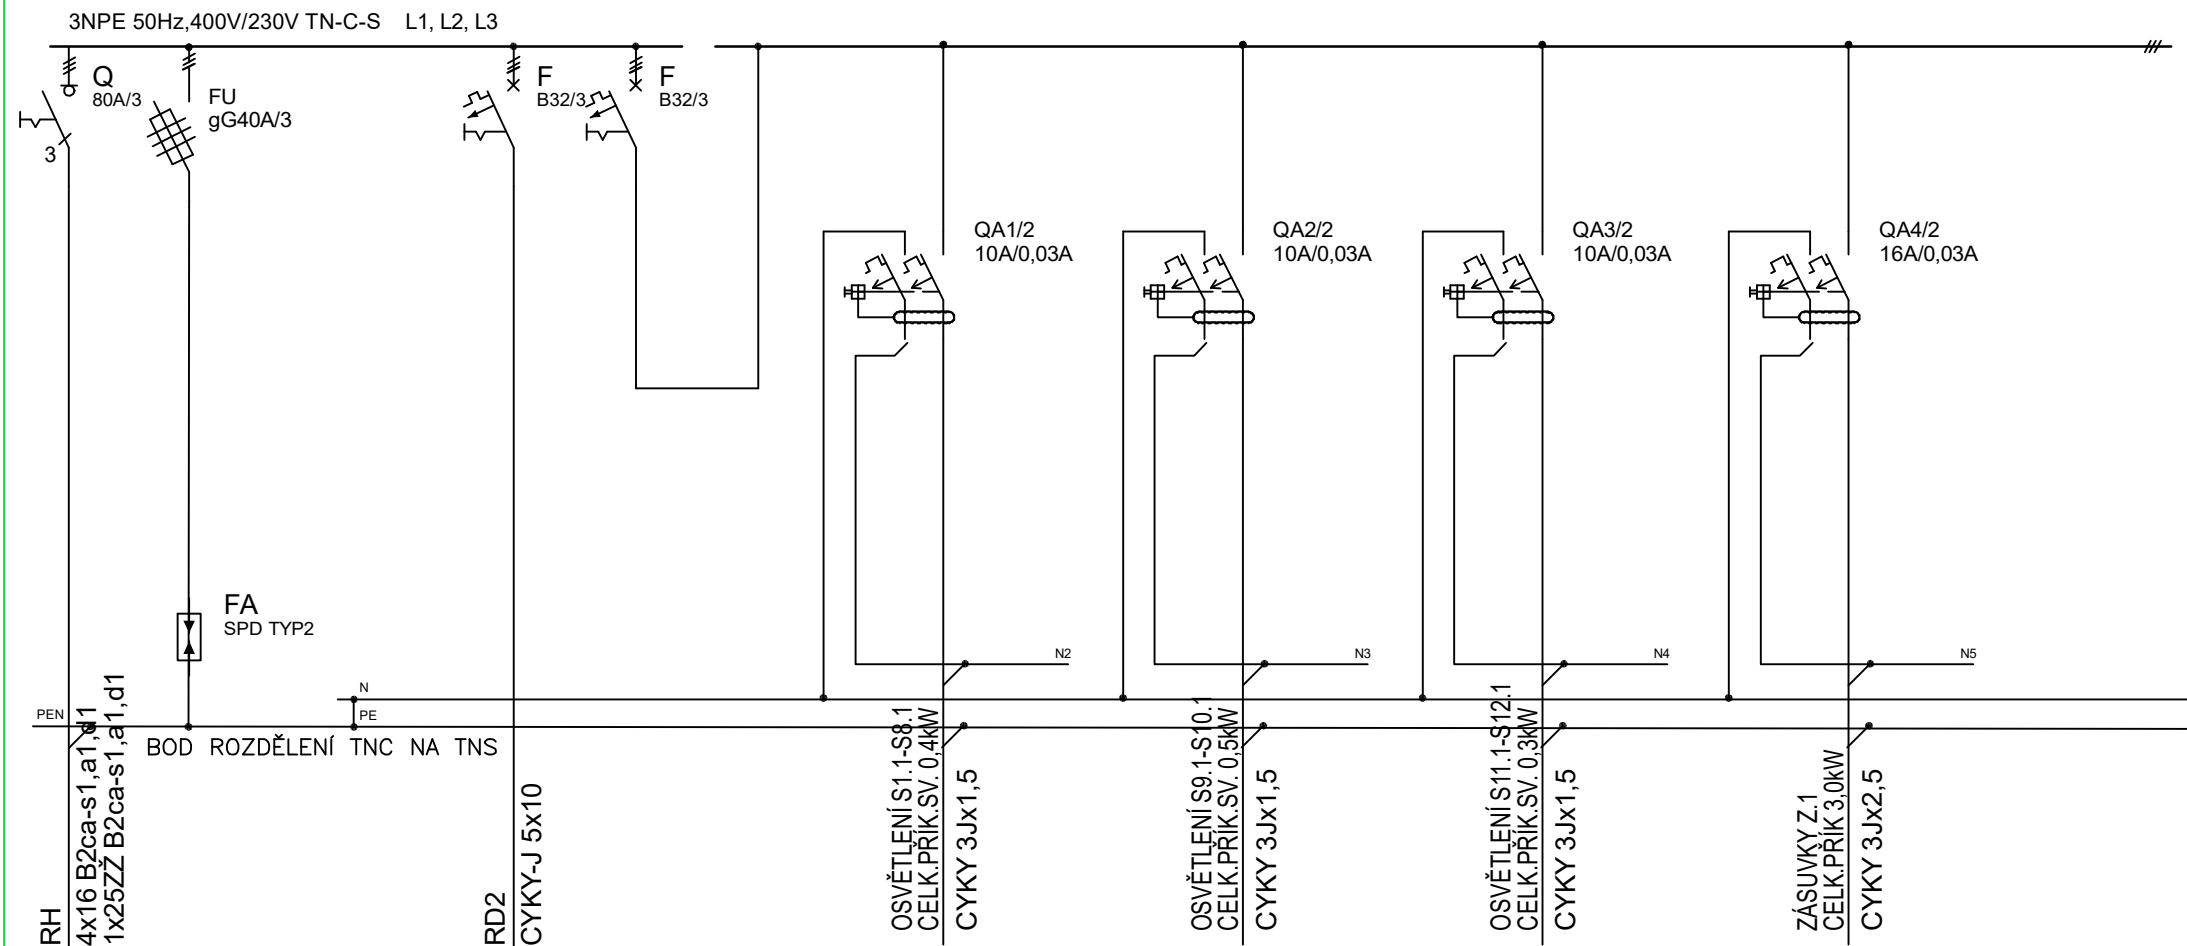 3NPE 50Hz,400V/230V TN-C-S L1, L2, L3
Q
80A/3
3
FU
gG40A/3
F
B32/3
F
B32/3
QA1/2
10A/0,03A
QA2/2
10A/0,03A
QA3/2
10A/0,03A
QA4/2
16A/0,03A
FA
SPD TYP2
N2
N3
N4
N5
N
PEN
PE
BOD ROZDĚLENÍ TNC NA TNS
RH
4x16 B2ca-s1,a1,d1
1x25ZŽ B2ca-s1,a1,d1
RD2
CYKY-J 5x10
OSVĚTLENÍ S1.1-S8.1
CELK.PŘÍK.SV. 0,4kW
CYKY 3Jx1,5
OSVĚTLENÍ S9.1-S10.1
CELK.PŘÍK.SV. 0,5kW
CYKY 3Jx1,5
OSVĚTLENÍ S11.1-S12.1
CELK.PŘÍK.SV. 0,3kW
CYKY 3Jx1,5
ZÁSUVKY Z.1
CELK.PŘÍK 3,0kW
CYKY 3Jx2,5